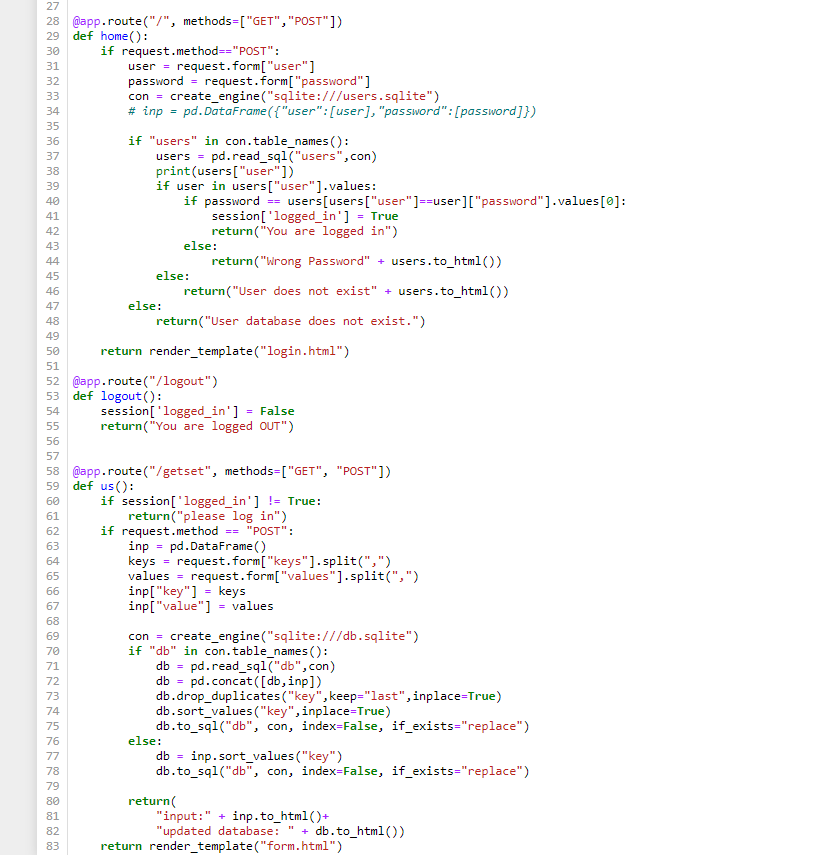 27
28 @app.route("/", methods=["GET","POST"])
29 def home():
30     if request.method=="POST":
31         user = request.form["user"]
32         password = request.form["password"]
33         con = create_engine("sqlite:///users.sqlite")
34         # inp = pd.DataFrame({"user":[user],"password":[password]})
35
36         if "users" in con.table_names():
37             users = pd.read_sql("users",con)
38             print(users["user"])
39             if user in users["user"].values:
40                 if password == users[users["user"]==user]["password"].values[0]:
41                     session['logged_in'] = True
42                     return("You are logged in")
43                 else:
44                     return("Wrong Password" + users.to_html())
45             else:
46                 return("User does not exist" + users.to_html())
47         else:
48             return("User database does not exist.")
49
50     return render_template("login.html")
51
52 @app.route("/logout")
53 def logout():
54     session['logged_in'] = False
55     return("You are logged OUT")
56
57
58 @app.route("/getset", methods=["GET", "POST"])
59 def us():
60     if session['logged_in'] != True:
61         return("please log in")
62     if request.method == "POST":
63         inp = pd.DataFrame()
64         keys = request.form["keys"].split(",")
65         values = request.form["values"].split(",")
66         inp["key"] = keys
67         inp["value"] = values
68
69         con = create_engine("sqlite:///db.sqlite")
70         if "db" in con.table_names():
71             db = pd.read_sql("db",con)
72             db = pd.concat([db,inp])
73             db.drop_duplicates("key",keep="last",inplace=True)
74             db.sort_values("key",inplace=True)
75             db.to_sql("db", con, index=False, if_exists="replace")
76         else:
77             db = inp.sort_values("key")
78             db.to_sql("db", con, index=False, if_exists="replace")
79
80         return(
81             "input:" + inp.to_html()+
82             "updated database: " + db.to_html())
83     return render_template("form.html")